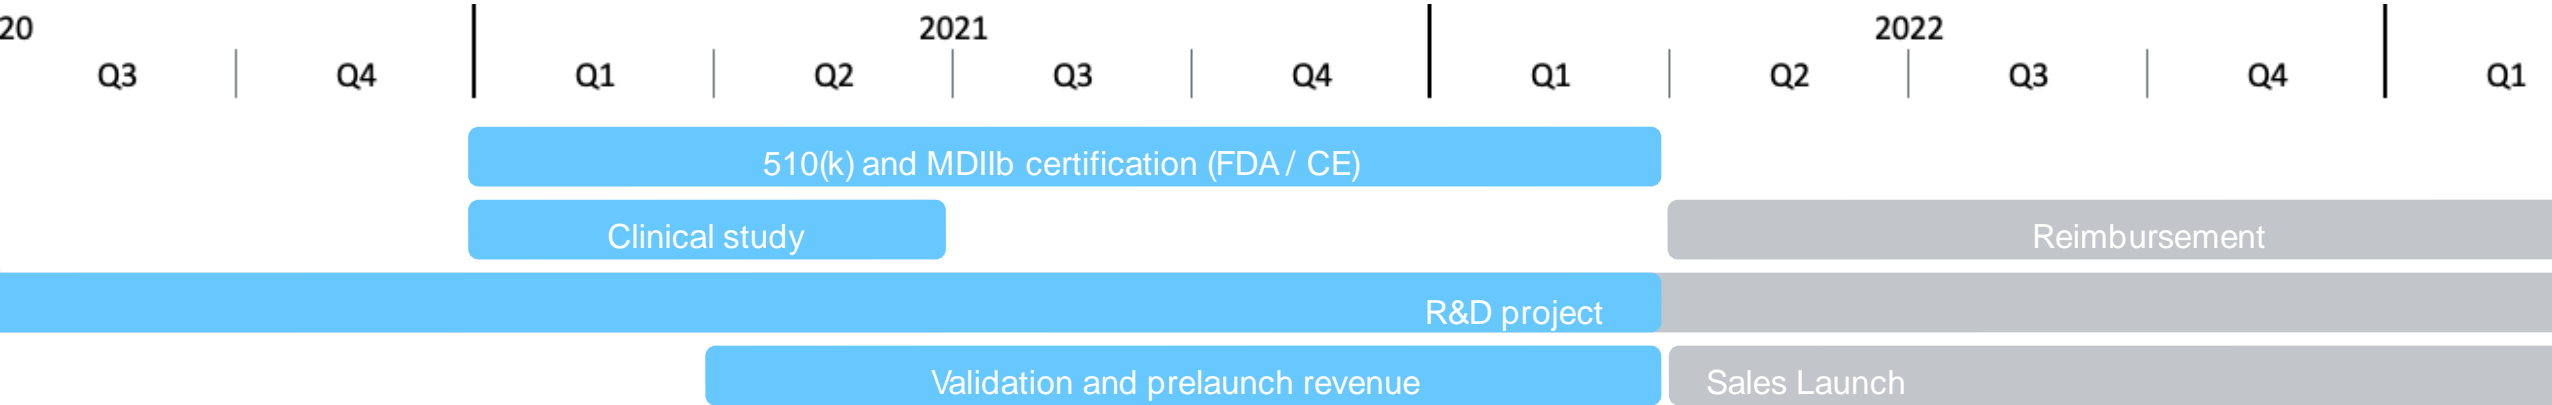 20 2021 2022
Q3 Q4 Q1 Q2 Q3 Q4 Q1 Q2 Q3 Q4 Q1
510(k) and MDIIb certification (FDA / CE)
Clinical study Reimbursement
R&D project
Validation and prelaunch revenue Sales Launch